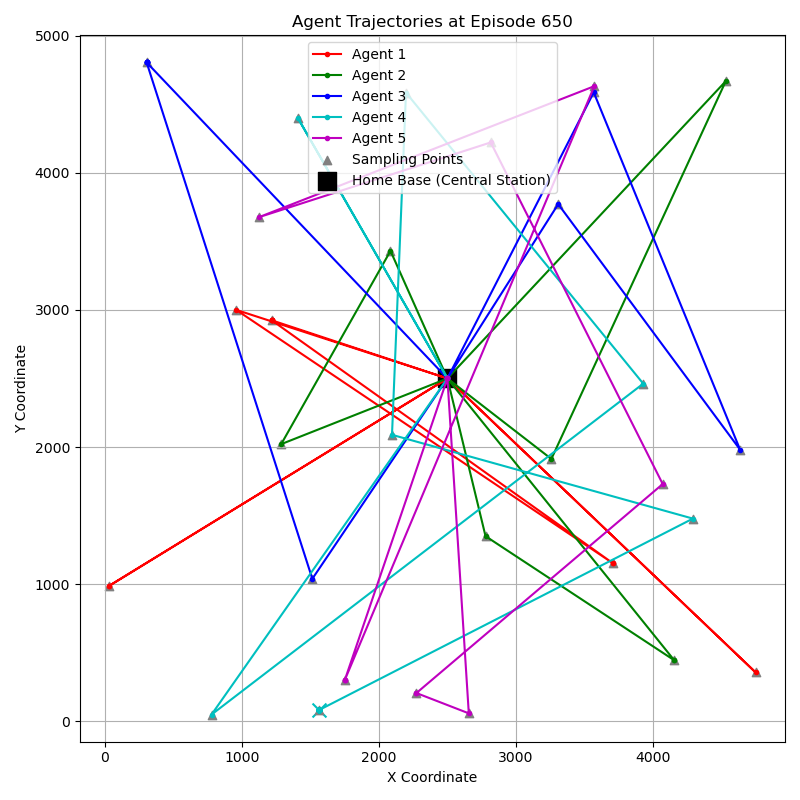 Agent Trajectories at Episode 650
Agent 1
Agent 2
Agent 3
Agent 4
Agent 5
Sampling Points
Home Base (Central Station)
5000
4000
3000
2000
1000
0
Y Coordinate
0 1000 2000 3000 4000
X Coordinate